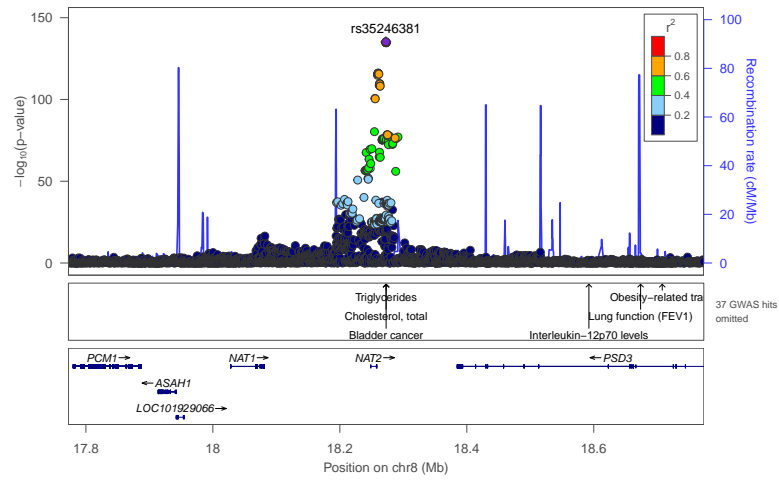 rs35246381
150
100
50
0
−log10(p−value)
100
80
60
40
20
0
Recombination rate (cM/Mb)
r2
0.8
0.6
0.4
0.2
Triglycerides
Obesity−related tra
Cholesterol, total
Lung function (FEV1)
Bladder cancer
Interleukin−12p70 levels
37 GWAS hits
omitted
PCM1→
NAT1→
NAT2→
←PSD3
←ASAH1
LOC101929066→
17.8
18
18.2
18.4
18.6
Position on chr8 (Mb)